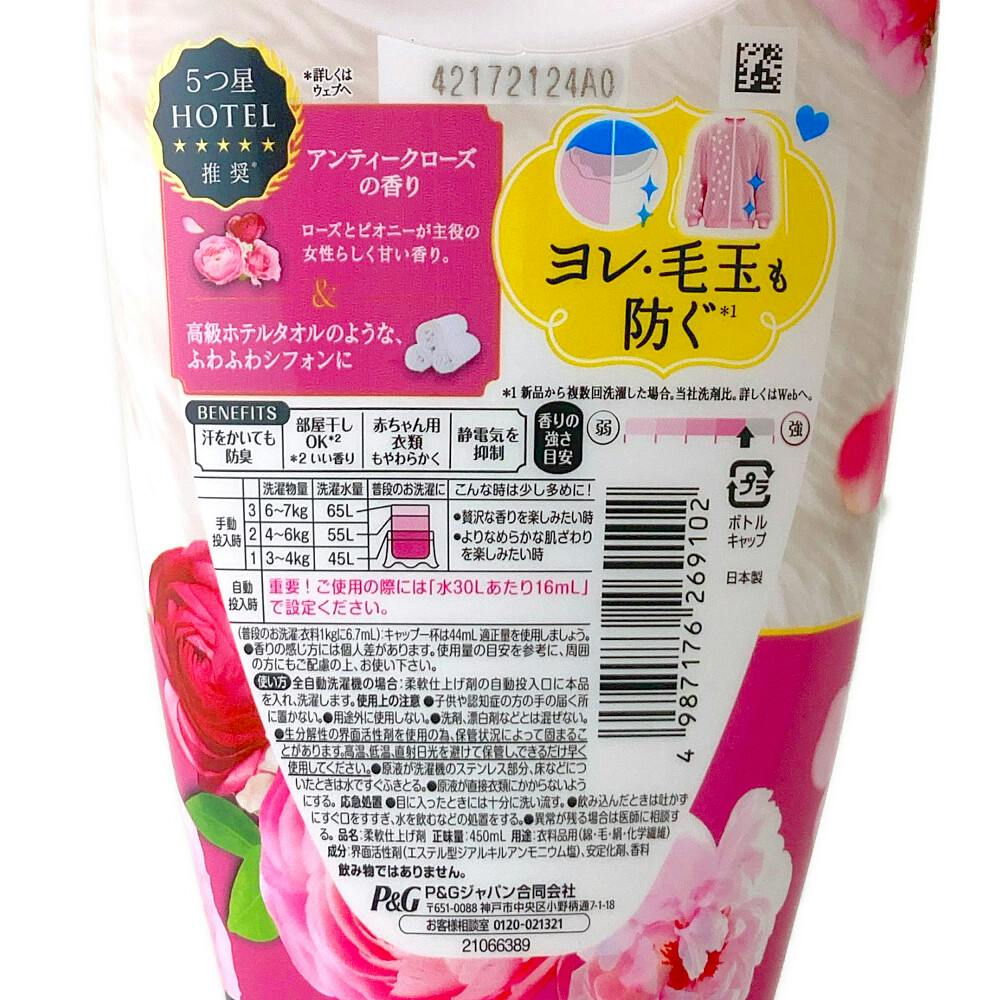 5つ星
HOTEL
★★★★★
推奨*
*詳しくは
ウェブへ
42172124A0
アンティークローズ
の香り
ローズとピオニーが主役の
女性らしく甘い香り。
&
高級ホテルタオルのような、
ふわふわシフォンに
ヨレ・毛玉も
防ぐ*1
*1 新品から複数回洗濯した場合。当社洗剤比。詳しくはWebへ。
BENEFITS
汗をかいても
防臭
部屋干し
OK*2
*2 いい香り
赤ちゃん用
衣類
もやわらかく
静電気を
抑制
香りの
強さ
目安
弱
強
洗濯物量 洗濯水量 普段のお洗濯に こんな時は少し多めに!
手動
投入時
3 6~7kg 65L
2 4~6kg 55L
1 3~4kg 45L
●贅沢な香りを楽しみたい時
●よりなめらかな肌ざわり
を楽しみたい時
自動
投入時
重要!ご使用の際には「水30Lあたり16mL」
で設定ください。
(普段のお洗濯:衣料1kgに6.7mL):キャップ一杯は44mL 適正量を使用しましょう。
●香りの感じ方には個人差があります。使用量の目安を参考に、周囲
の方にもご配慮の上、お使い下さい。
使い方 全自動洗濯機の場合:柔軟仕上げ剤の自動投入口に本品
を入れ、洗濯します。使用上の注意 ●子供や認知症の方の手の届く所
に置かない。●用途外に使用しない。●洗剤、漂白剤などとは混ぜない。
●生分解性の界面活性剤を使用の為、保管状況によって固まるこ
とがあります。高温、低温、直射日光を避けて保管し、できるだけ早く
使用してください。●原液が洗濯機のステンレス部分、床などにつ
いたときは水ですぐふきとる。●原液が直接衣類にかからないよう
にする。応急処置 ●目に入ったときには十分に洗い流す。●飲み込んだときは吐かず
にすぐ口をすすぎ、水を飲むなどの処置をする。●異常が残る場合は医師に相談す
る。品名:柔軟仕上げ剤 正味量:450mL 用途:衣料品用(綿・毛・絹・化学繊維)
成分:界面活性剤(エステル型ジアルキルアンモニウム塩)、安定化剤、香料
飲み物ではありません。
P&G P&Gジャパン合同会社
〒651-0088 神戸市中央区小野柄通7-1-18
お客様相談室 0120-021321
21066389
プラ
ボトル
キャップ
日本製
4 987176 269102